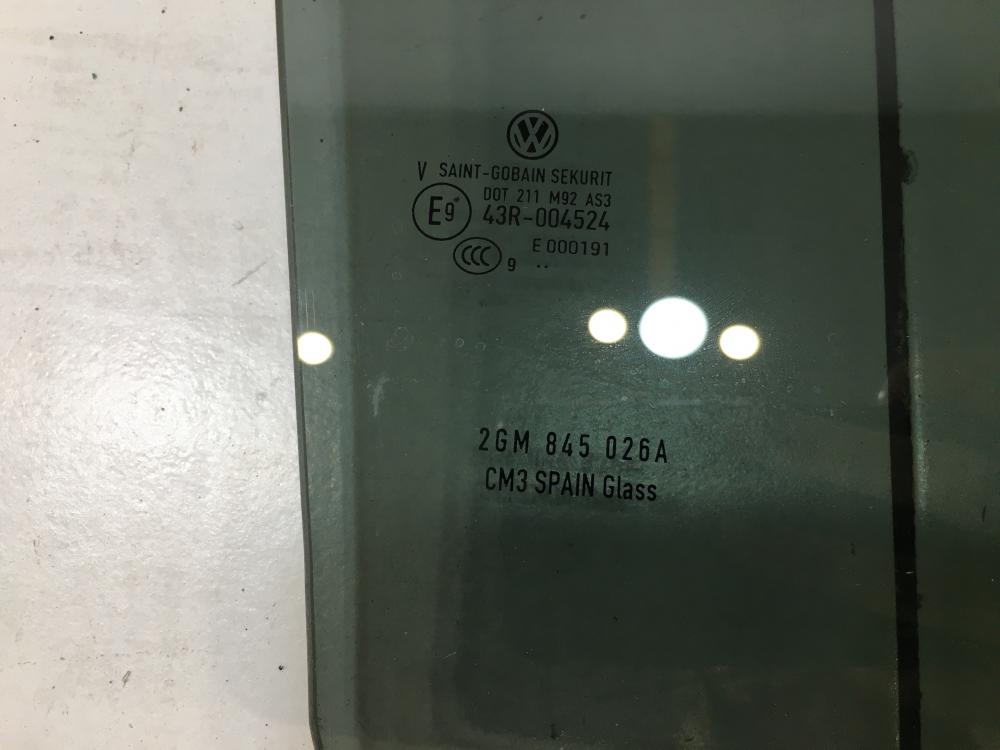 V SAINT-GOBAIN SEKURIT
DOT 211 M92 AS3
E9 43R-004524
E 000191
CCC 9 ..
2GM 845 026A
CM3 SPAIN Glass